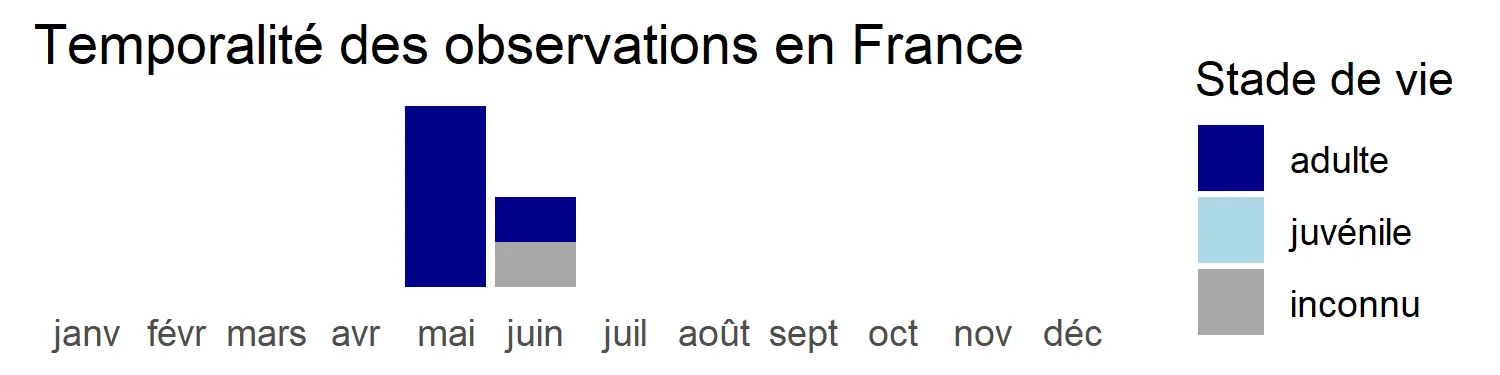 Temporalité des observations en France
Stade de vie
adulte
juvénile
inconnu
janv févr mars avr mai juin juil août sept oct nov déc